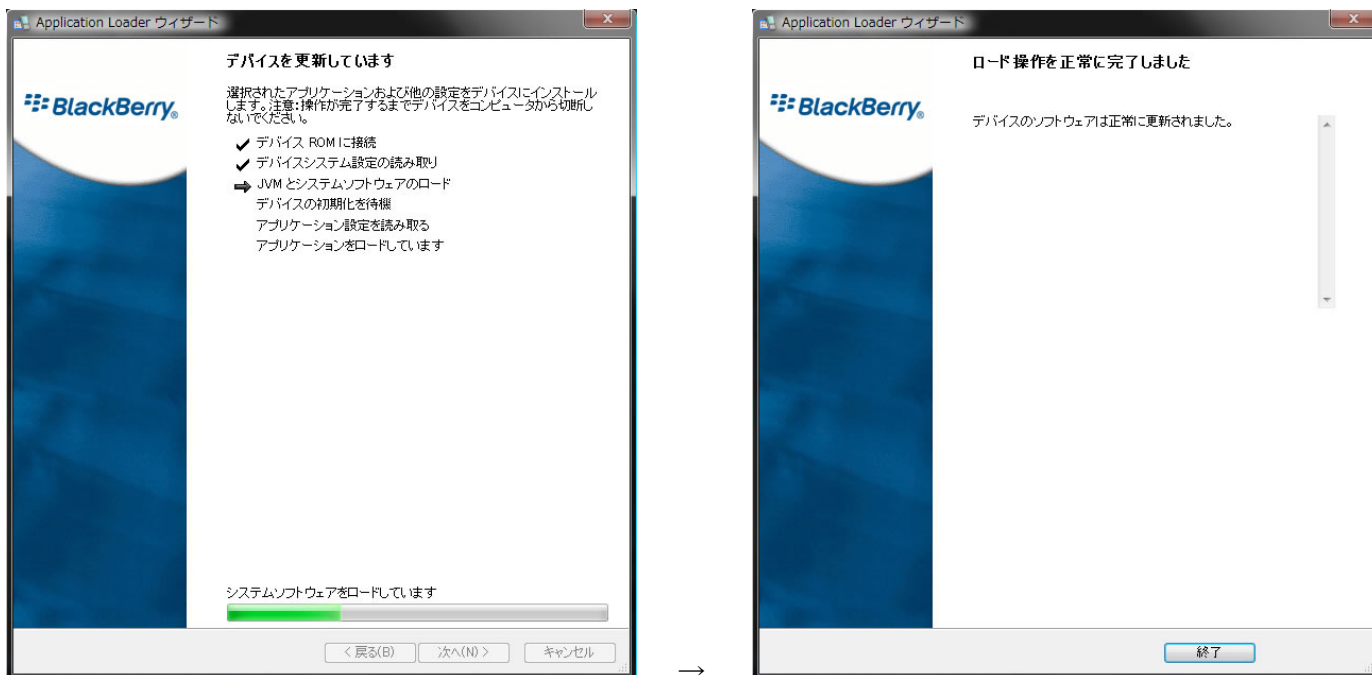 Application Loader ウィザード
デバイスを更新しています
BlackBerry®
選択されたアプリケーションおよび他の設定をデバイスにインストール
します。注意:操作が完了するまでデバイスをコンピュータから切断し
ないでください。
デバイス ROM に接続
デバイスシステム設定の読み取り
JVM とシステムソフトウェアのロード
デバイスの初期化を待機
アプリケーション設定を読み取る
アプリケーションをロードしています
システムソフトウェアをロードしています
< 戻る(B)
次へ(N) >
キャンセル
→
Application Loader ウィザード
ロード操作を正常に完了しました
BlackBerry®
デバイスのソフトウェアは正常に更新されました。
終了